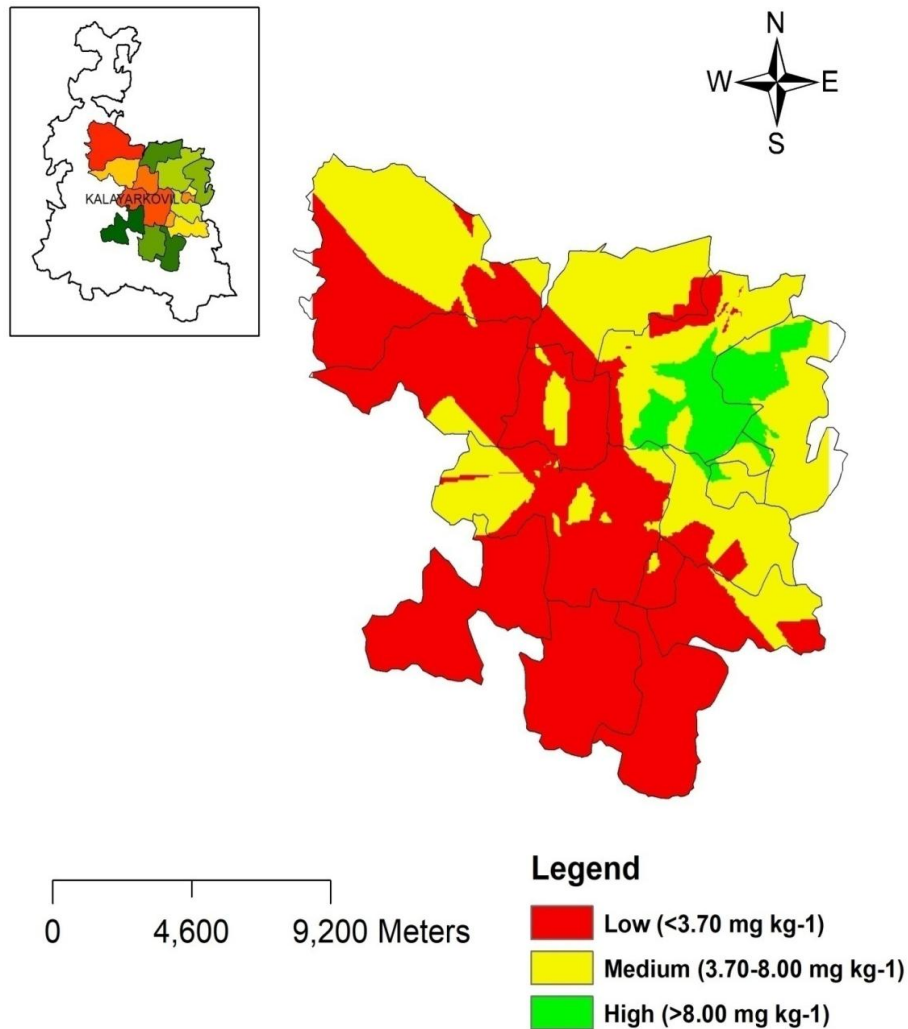 N
W E
S
KALAYARKOVIL
0 4,600 9,200 Meters
Legend
Low (<3.70 mg kg-1)
Medium (3.70-8.00 mg kg-1)
High (>8.00 mg kg-1)